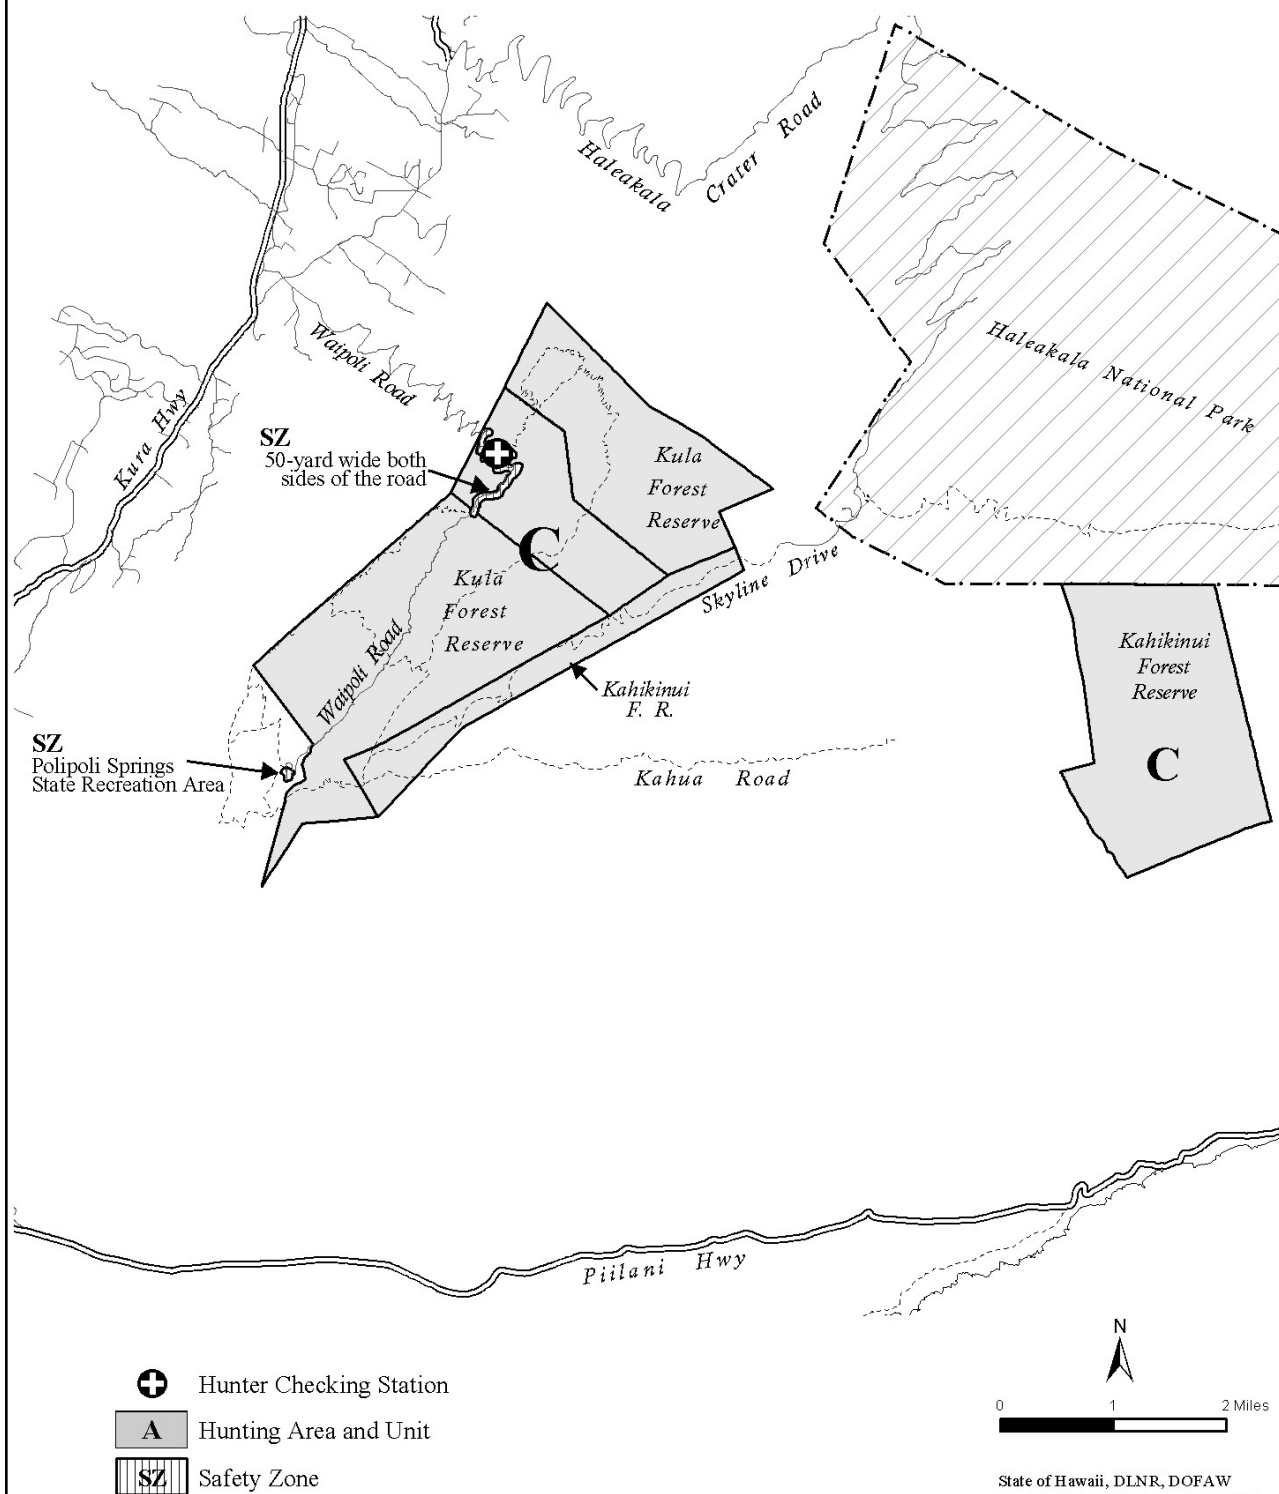 Haleakala
Crater Road
Waipoli Road
Haleakala National Park
Kura Hwy
SZ
50-yard wide both
sides of the road
Kula
Forest
Reserve
C
Kula
Forest
Reserve
Skyline Drive
Waipoli Road
Kahikinui
F. R.
Kahikinui
Forest
Reserve
C
SZ
Polipoli Springs
State Recreation Area
Kahua Road
Piilani Hwy
N
Hunter Checking Station
A Hunting Area and Unit
SZ Safety Zone
0 1 2 Miles
State of Hawaii, DLNR, DOFAW